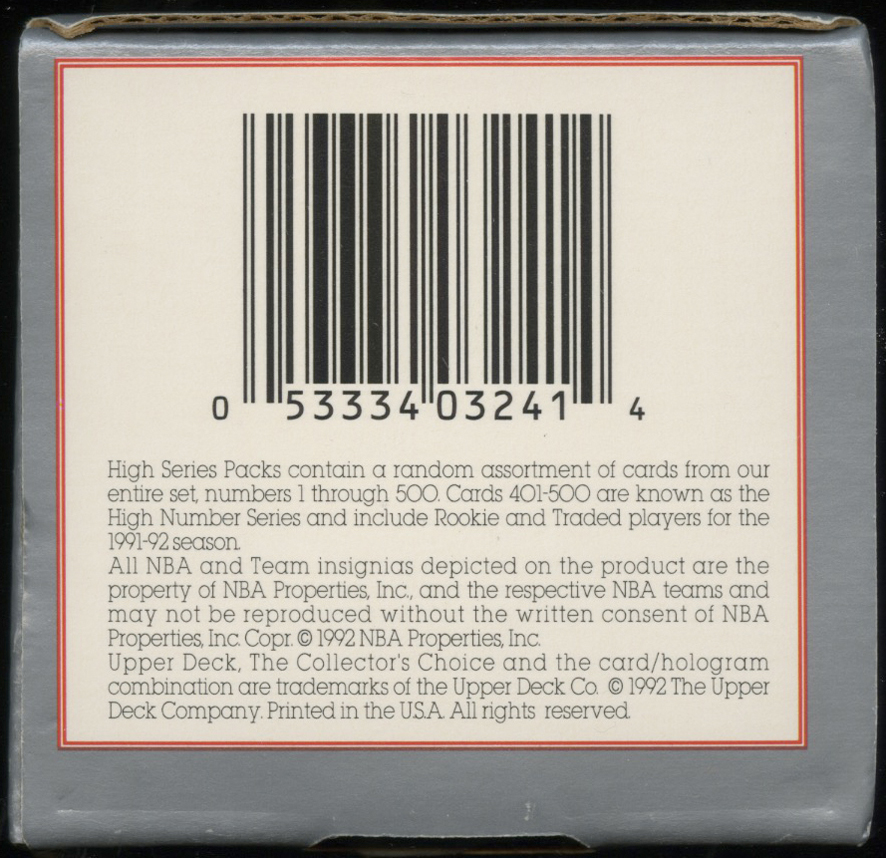 0 53334 03241 4
High Series Packs contain a random assortment of cards from our
entire set, numbers 1 through 500. Cards 401-500 are known as the
High Number Series and include Rookie and Traded players for the
1991-92 season.
All NBA and Team insignias depicted on the product are the
property of NBA Properties, Inc., and the respective NBA teams and
may not be reproduced without the written consent of NBA
Properties, Inc. Copr. © 1992 NBA Properties, Inc.
Upper Deck, The Collector's Choice and the card/hologram
combination are trademarks of the Upper Deck Co. © 1992 The Upper
Deck Company. Printed in the U.S.A. All rights reserved.